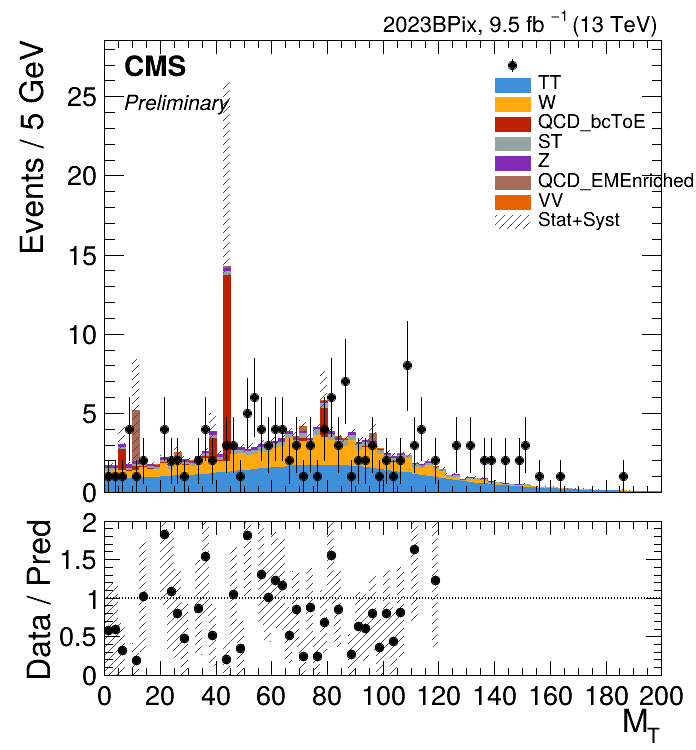 2023BPix, 9.5 fb⁻¹ (13 TeV)
CMS
Preliminary
TT
W
QCD_bcToE
ST
Z
QCD_EMEnriched
VV
Stat+Syst
Events / 5 GeV
25
20
15
10
5
0
Data / Pred
2
1.5
1
0.5
0
0 20 40 60 80 100 120 140 160 180 200
M_T